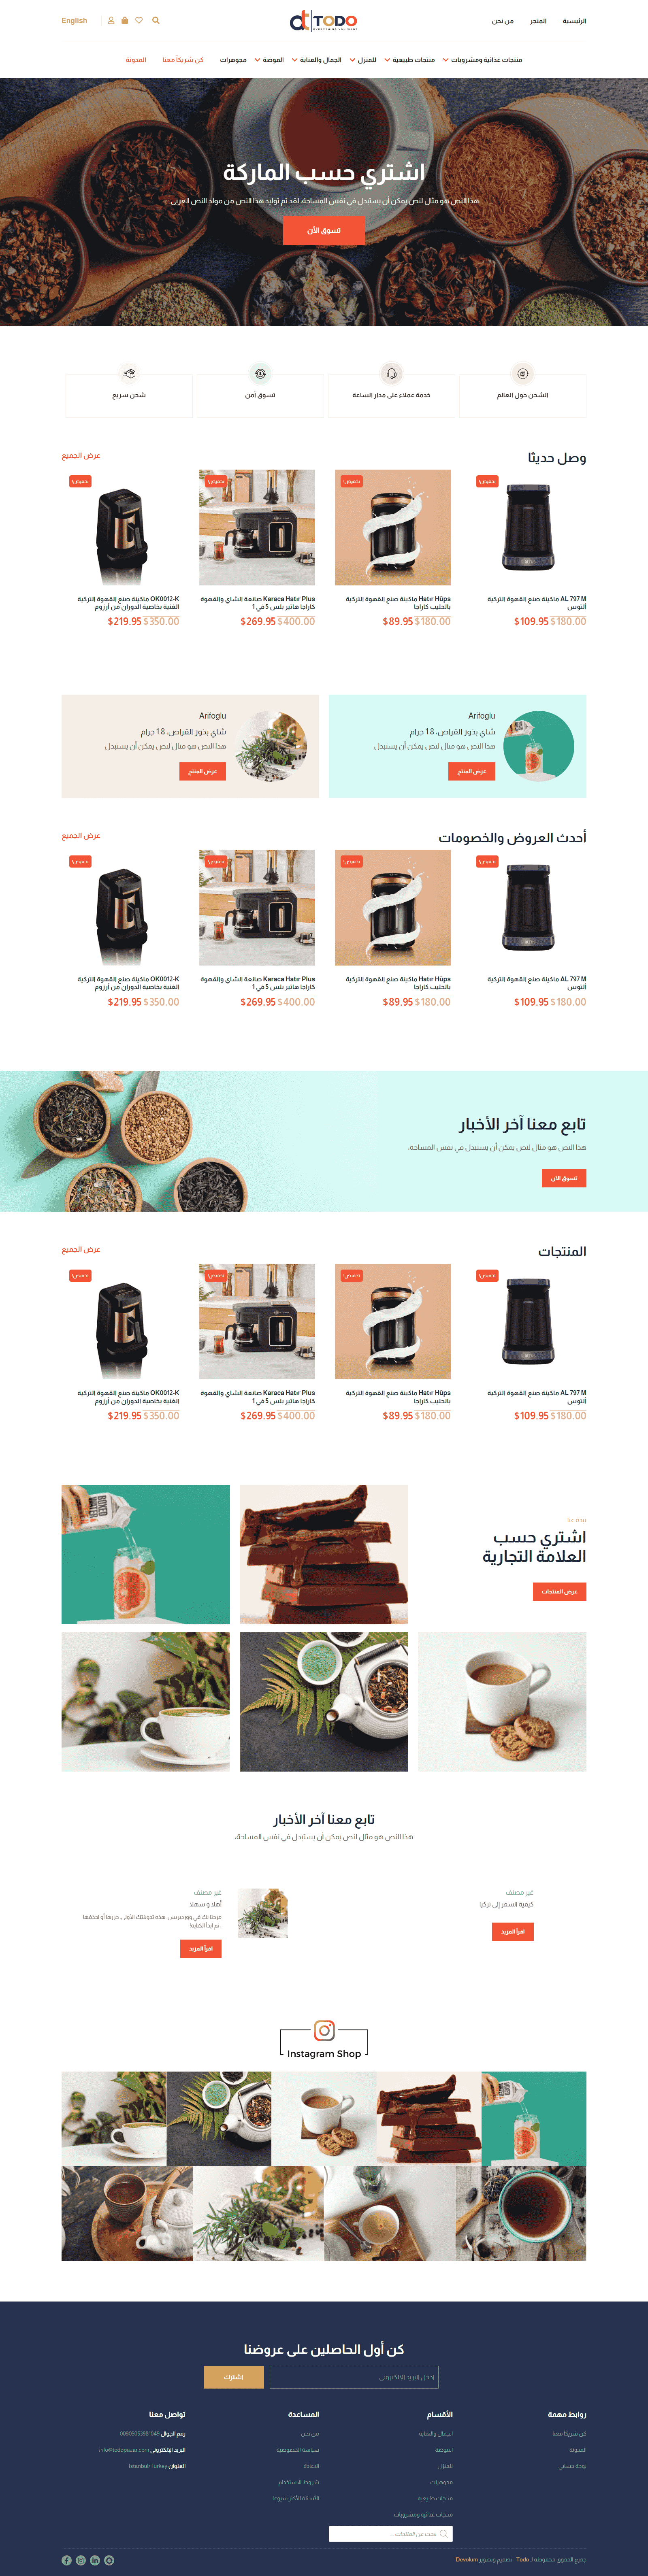 الرئيسية
المتجر
من نحن
TODO
EVERYTHING YOU WANT
English
منتجات غذائية ومشروبات
منتجات طبيعية
للمنزل
الجمال والعناية
الموضة
مجوهرات
كن شريكاً معنا
المدونة
اشتري حسب الماركة
هذا النص هو مثال لنص يمكن أن يستبدل في نفس المساحة، لقد تم توليد هذا النص من مولد النص العربى.
تسوق الأن
الشحن حول العالم
خدمة عملاء على مدار الساعة
تسوق آمن
شحن سريع
وصل حديثًا
عرض الجميع
تخفيض!
تخفيض!
تخفيض!
تخفيض!
AL 797 M ماكينة صنع القهوة التركية
ألتوس
$180.00 $109.95
Hatır Hüps ماكينة صنع القهوة التركية
بالحليب كاراجا
$180.00 $89.95
Karaca Hatır Plus صانعة الشاي والقهوة
كاراجا هاتير بلس 5 في 1
$400.00 $269.95
OK0012-K ماكينة صنع القهوة التركية
الغنية بخاصية الدوران من أرزوم
$350.00 $219.95
Arifoglu
شاي بذور القراص، 1.8 جرام
هذا النص هو مثال لنص يمكن أن يستبدل
عرض المنتج
Arifoglu
شاي بذور القراص، 1.8 جرام
هذا النص هو مثال لنص يمكن أن يستبدل
عرض المنتج
أحدث العروض والخصومات
عرض الجميع
تخفيض!
تخفيض!
تخفيض!
تخفيض!
AL 797 M ماكينة صنع القهوة التركية
ألتوس
$180.00 $109.95
Hatır Hüps ماكينة صنع القهوة التركية
بالحليب كاراجا
$180.00 $89.95
Karaca Hatır Plus صانعة الشاي والقهوة
كاراجا هاتير بلس 5 في 1
$400.00 $269.95
OK0012-K ماكينة صنع القهوة التركية
الغنية بخاصية الدوران من أرزوم
$350.00 $219.95
تابع معنا آخر الأخبار
هذا النص هو مثال لنص يمكن أن يستبدل في نفس المساحة،
تسوق الأن
المنتجات
عرض الجميع
تخفيض!
تخفيض!
تخفيض!
تخفيض!
AL 797 M ماكينة صنع القهوة التركية
ألتوس
$180.00 $109.95
Hatır Hüps ماكينة صنع القهوة التركية
بالحليب كاراجا
$180.00 $89.95
Karaca Hatır Plus صانعة الشاي والقهوة
كاراجا هاتير بلس 5 في 1
$400.00 $269.95
OK0012-K ماكينة صنع القهوة التركية
الغنية بخاصية الدوران من أرزوم
$350.00 $219.95
نبذة عنا
اشتري حسب
العلامة التجارية
عرض المنتجات
BOXED WATER
تابع معنا آخر الأخبار
هذا النص هو مثال لنص يمكن أن يستبدل في نفس المساحة،
غير مصنف
كيفية السفر إلى تركيا
اقرأ المزيد
غير مصنف
أهلا و سهلا
مرحبًا بك في ووردبريس. هذه تدوينتك الأولى. حررها أو احذفها
، ثم ابدأ الكتابة!
اقرأ المزيد
Instagram Shop
كن أول الحاصلين على عروضنا
ادخل البريد الإلكتروني
اشترك
روابط مهمة
كن شريكاً معنا
المدونة
لوحة حسابي
الأقسام
الجمال والعناية
الموضة
للمنزل
مجوهرات
منتجات طبيعية
منتجات غذائية ومشروبات
المساعدة
من نحن
سياسة الخصوصية
شروط الاستخدام
الأسئلة الأكثر شيوعا
تواصل معنا
رقم الجوال
البريد الإلكتروني info@todopazar.com
العنوان Istanbul/Turkey
جميع الحقوق محفوظة لـ Todo - تصميم وتطوير Devolum